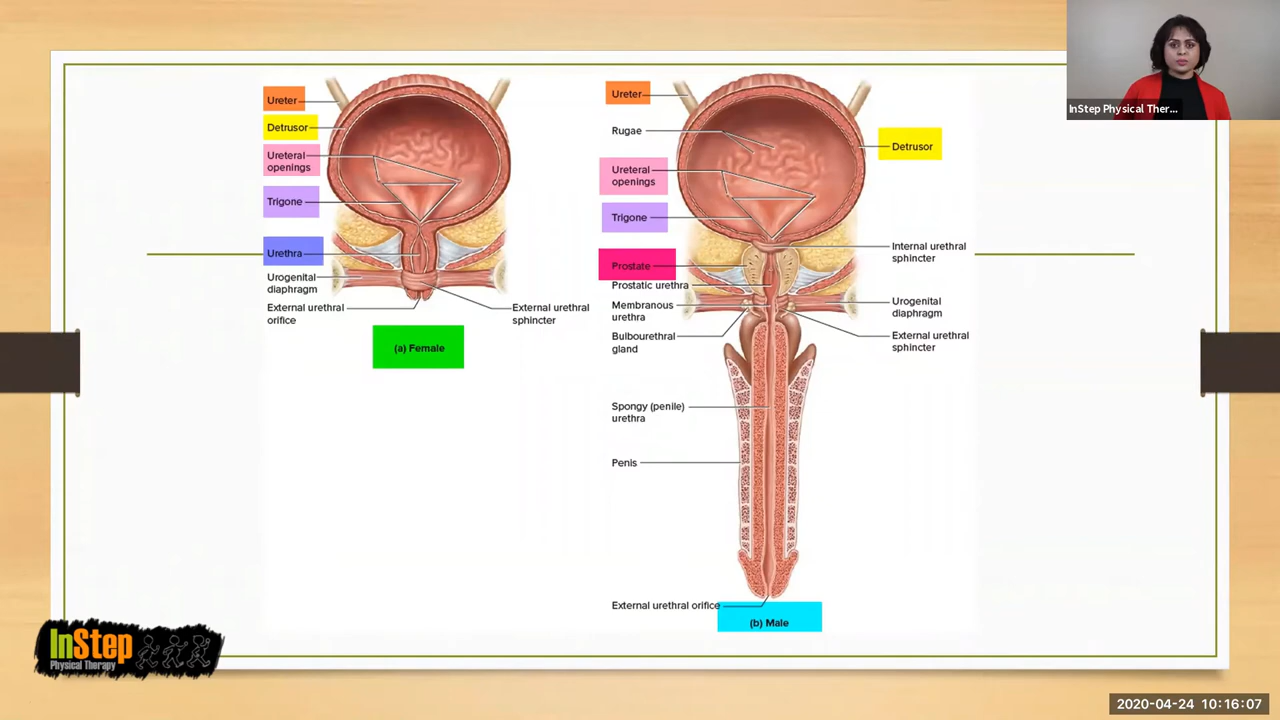 InStep Physical Ther...
Ureter
Detrusor
Ureteral
openings
Trigone
Urethra
Urogenital
diaphragm
External urethral
orifice
External urethral
sphincter
(a) Female
Ureter
Rugae
Ureteral
openings
Trigone
Prostate
Prostatic urethra
Membranous
urethra
Bulbourethral
gland
Spongy (penile)
urethra
Penis
External urethral orifice
Detrusor
Internal urethral
sphincter
Urogenital
diaphragm
External urethral
sphincter
(b) Male
InStep
Physical Therapy
2020-04-24 10:16:07